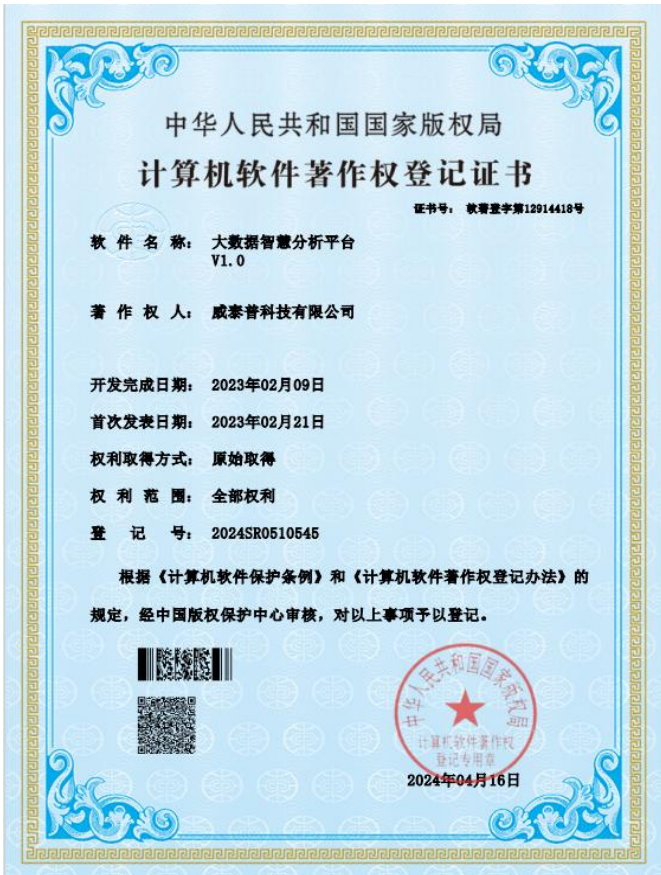 中华人民共和国国家版权局
计算机软件著作权登记证书
证书号： 软著登字第12914418号
软件名称： 大数据智慧分析平台
V1.0
著作权人： 威泰普科技有限公司
开发完成日期： 2023年02月09日
首次发表日期： 2023年02月21日
权利取得方式： 原始取得
权利范围： 全部权利
登记号： 2024SR0510545
根据《计算机软件保护条例》和《计算机软件著作权登记办法》的
规定，经中国版权保护中心审核，对以上事项予以登记。
中华人民共和国国家版权局
计算机软件著作权
登记专用章
2024年04月16日